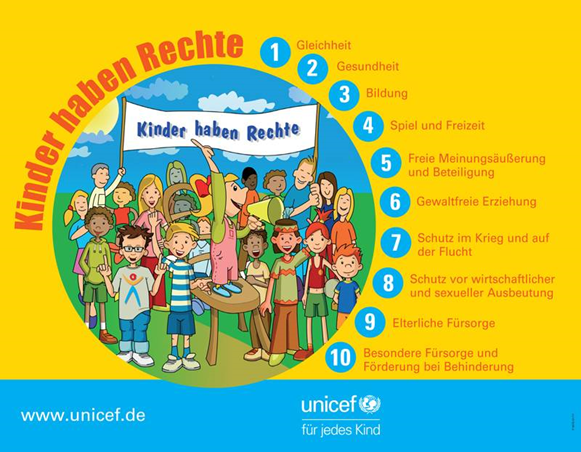 Kinder haben Rechte
Kinder haben Rechte
1 Gleichheit
2 Gesundheit
3 Bildung
4 Spiel und Freizeit
5 Freie Meinungsäußerung
und Beteiligung
6 Gewaltfreie Erziehung
7 Schutz im Krieg und auf
der Flucht
8 Schutz vor wirtschaftlicher
und sexueller Ausbeutung
9 Elterliche Fürsorge
10 Besondere Fürsorge und
Förderung bei Behinderung
www.unicef.de
unicef
für jedes Kind